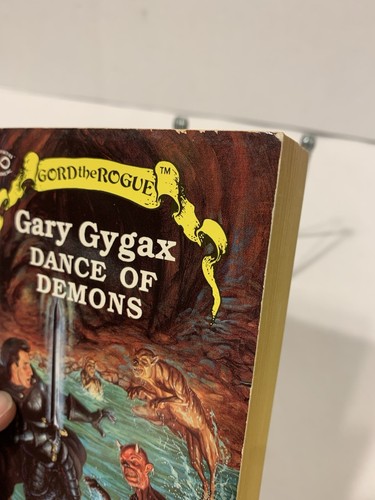 GORD the ROGUE™
Gary Gygax
DANCE OF
DEMONS